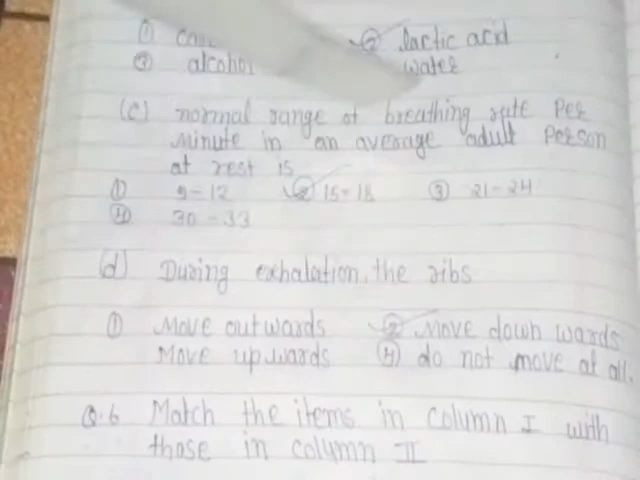 ① ② lactic acid
③ alcohol water
(c) normal range of breathing rate Per
minute in an average adult Person
at rest is
① 9-12 ② 15-18 ③ 21-24
④ 30-33
(d) During exhalation, the ribs
① Move outwards ② Move down wards
Move upwards ④ do not move at all.
Q.6 Match the items in Column I with
those in column II